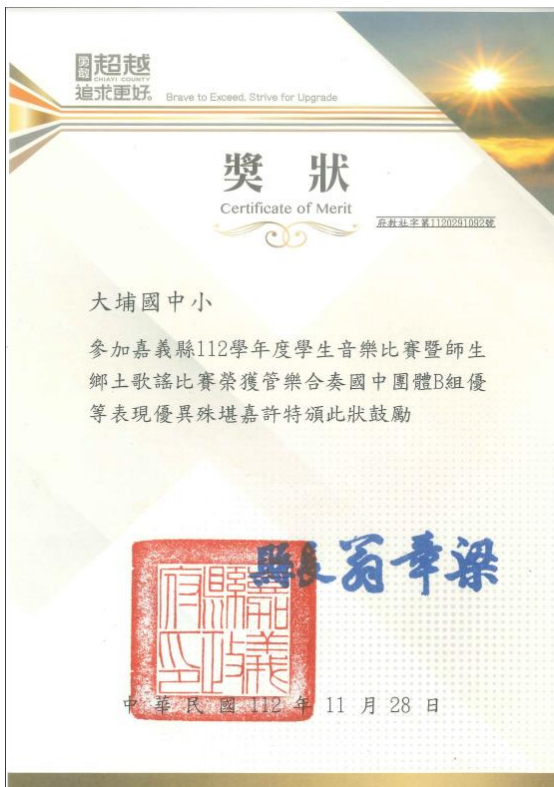 勇敢超越
CHIAYI COUNTY
追求更好。
Brave to Exceed, Strive for Upgrade
獎狀
Certificate of Merit
府教社字第1120291092號
大埔國中小
參加嘉義縣112學年度學生音樂比賽暨師生
鄉土歌謠比賽榮獲管樂合奏國中團體B組優
等表現優異殊堪嘉許特頒此狀鼓勵
縣長翁章梁
嘉義縣政府印
中華民國112年11月28日